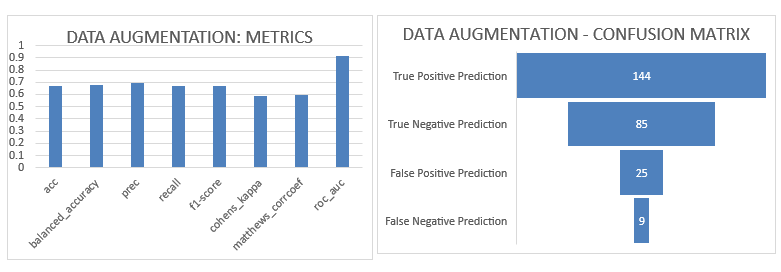 DATA AUGMENTATION: METRICS
1
0.9
0.8
0.7
0.6
0.5
0.4
0.3
0.2
0.1
0
acc
balanced_accuracy
prec
recall
f1-score
cohens_kappa
matthews_corrcoef
roc_auc
DATA AUGMENTATION - CONFUSION MATRIX
True Positive Prediction 144
True Negative Prediction 85
False Positive Prediction 25
False Negative Prediction 9